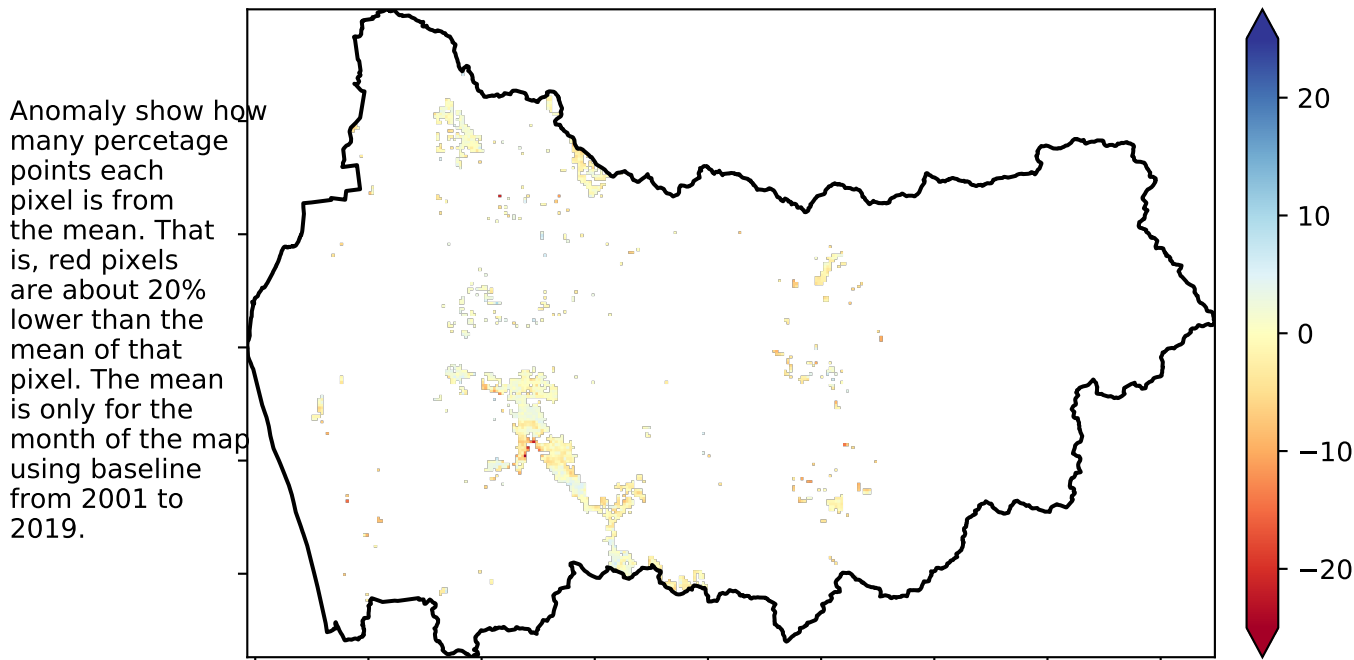 Anomaly show how
many percetage
points each
pixel is from
the mean. That
is, red pixels
are about 20%
lower than the
mean of that
pixel. The mean
is only for the
month of the map
using baseline
from 2001 to
2019.
20
10
0
−10
−20